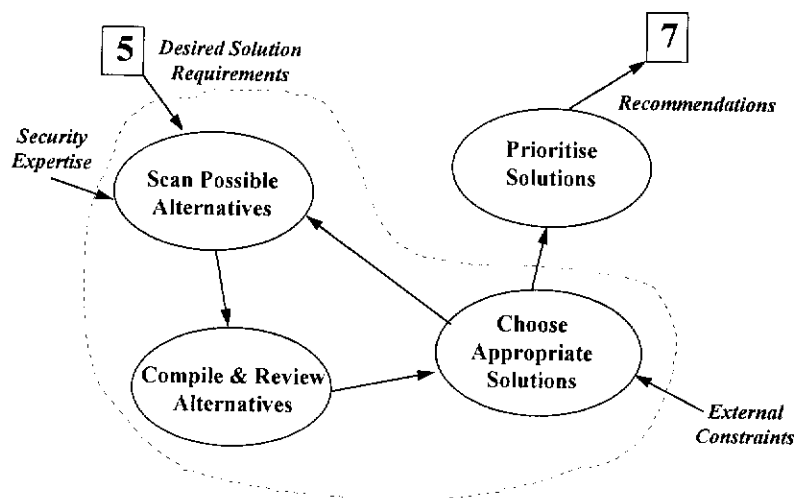 5
Desired Solution
Requirements
7
Recommendations
Security
Expertise
Scan Possible
Alternatives
Prioritise
Solutions
Choose
Appropriate
Solutions
Compile & Review
Alternatives
External
Constraints